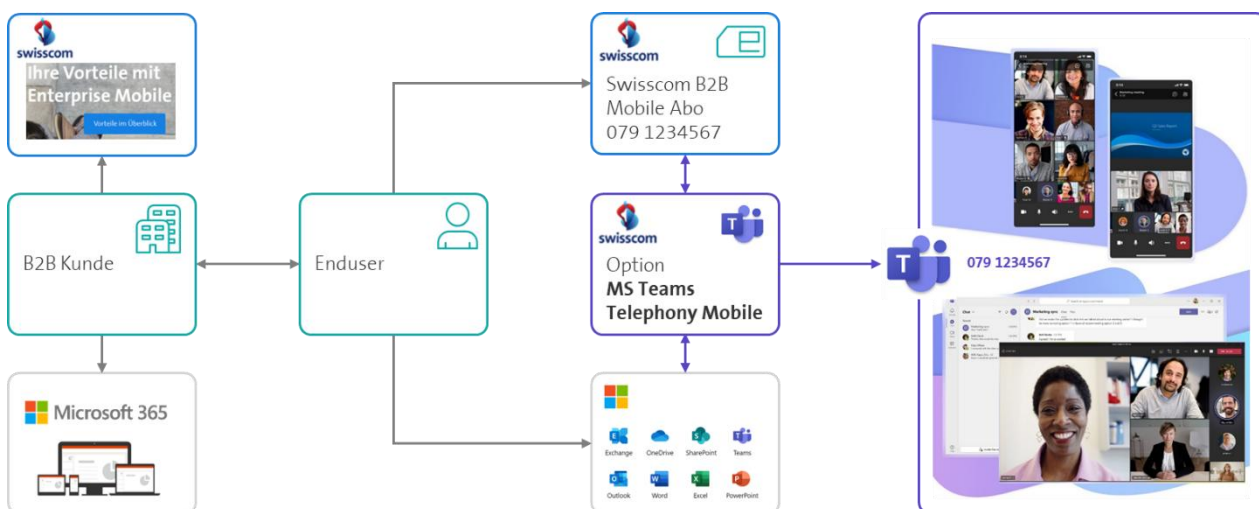 swisscom
Ihre Vorteile mit
Enterprise Mobile
Vorteile im Überblick
swisscom
Swisscom B2B
Mobile Abo
079 1234567
B2B Kunde
Enduser
swisscom
Option
MS Teams
Telephony Mobile
079 1234567
Microsoft 365
Exchange
OneDrive
SharePoint
Teams
Outlook
Word
Excel
PowerPoint
Chat
Marketing sync